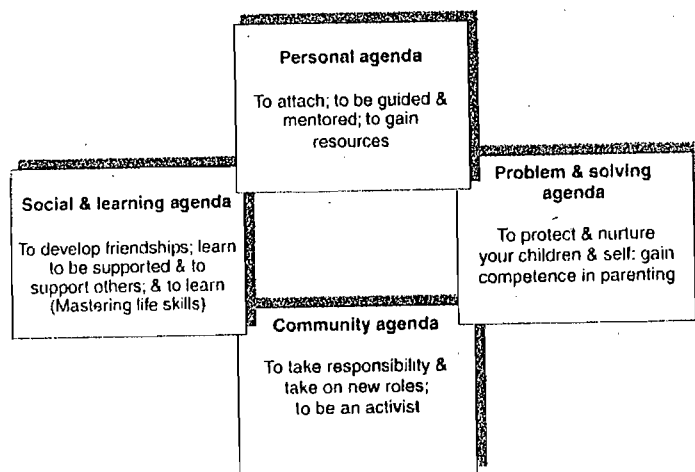 Personal agenda
To attach; to be guided &
mentored; to gain
resources
Social & learning agenda
To develop friendships; learn
to be supported & to
support others; & to learn
(Mastering life skills)
Problem & solving
agenda
To protect & nurture
your children & self: gain
competence in parenting
Community agenda
To take responsibility &
take on new roles;
to be an activist